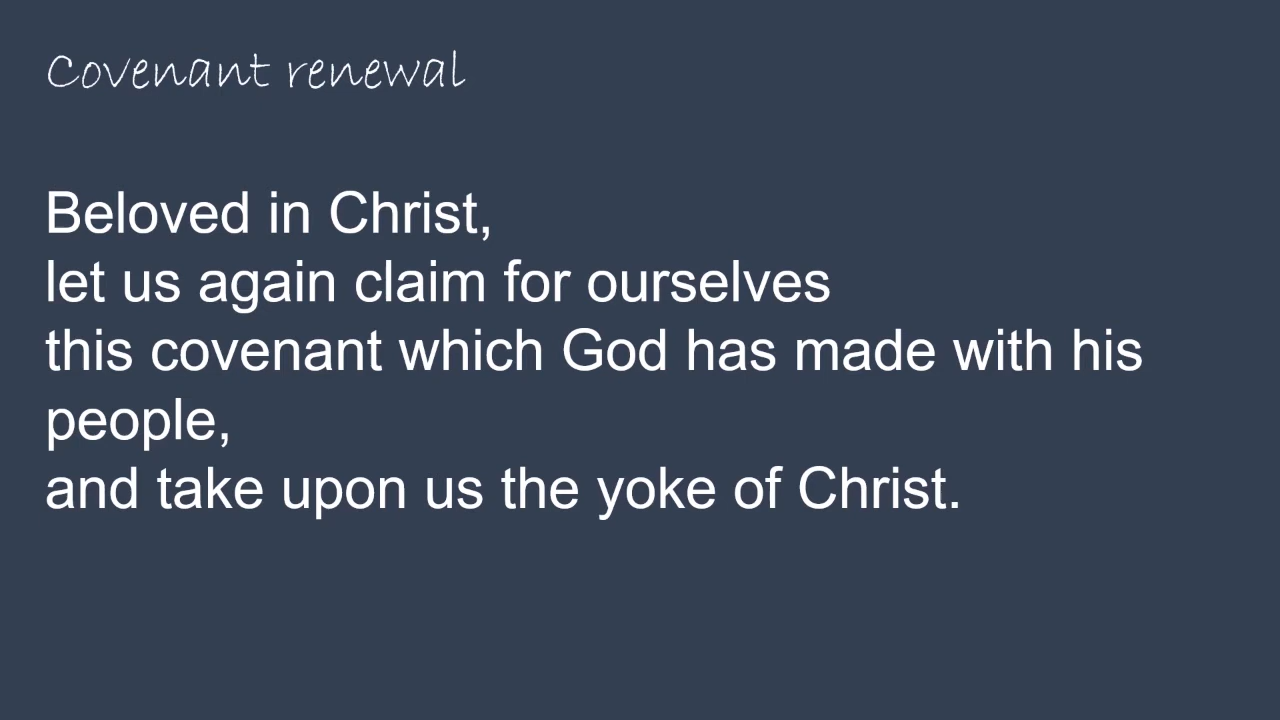 Covenant renewal
Beloved in Christ,
let us again claim for ourselves
this covenant which God has made with his
people,
and take upon us the yoke of Christ.